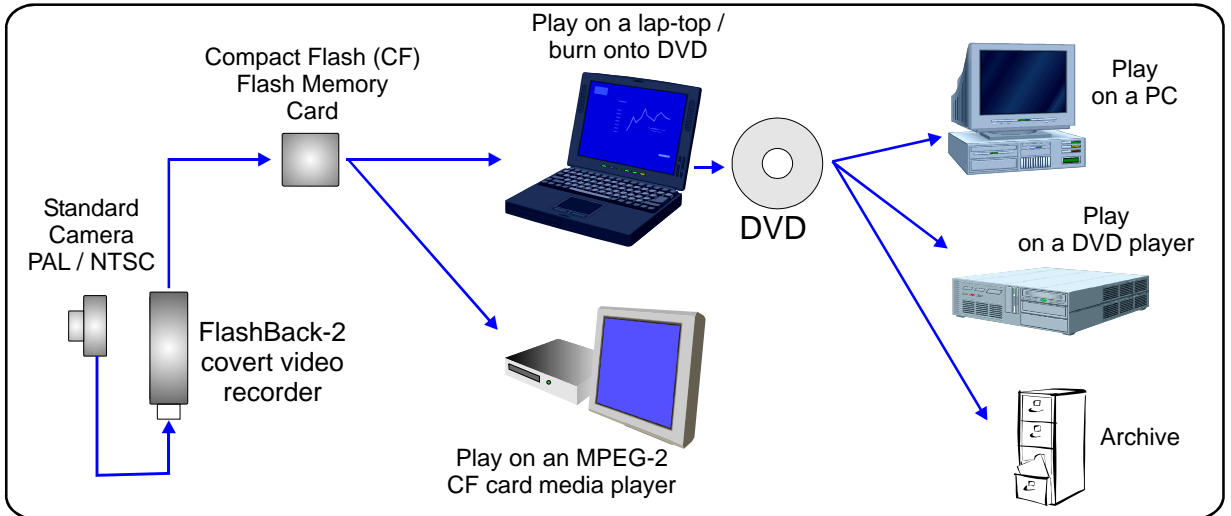 Standard
Camera
PAL / NTSC
FlashBack-2
covert video
recorder
Compact Flash (CF)
Flash Memory
Card
Play on a lap-top /
burn onto DVD
DVD
Play on an MPEG-2
CF card media player
Play
on a PC
Play
on a DVD player
Archive